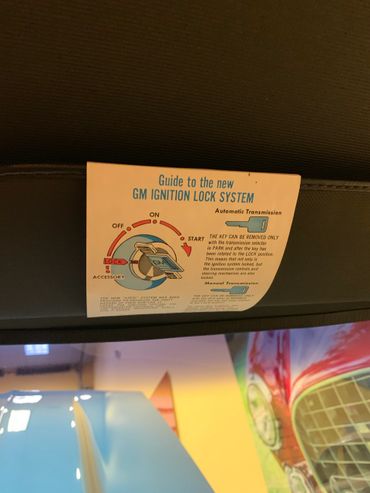 Guide to the new
GM IGNITION LOCK SYSTEM
Automatic Transmission
ON
OFF
START
LOCK
ACCESSORY
THE KEY CAN BE REMOVED ONLY
with the transmission selector
in PARK and after the key has
been rotated to the LOCK position.
This means that not only is
the ignition system locked, but
the transmission controls and
steering mechanism are also
locked.
Manual Transmission